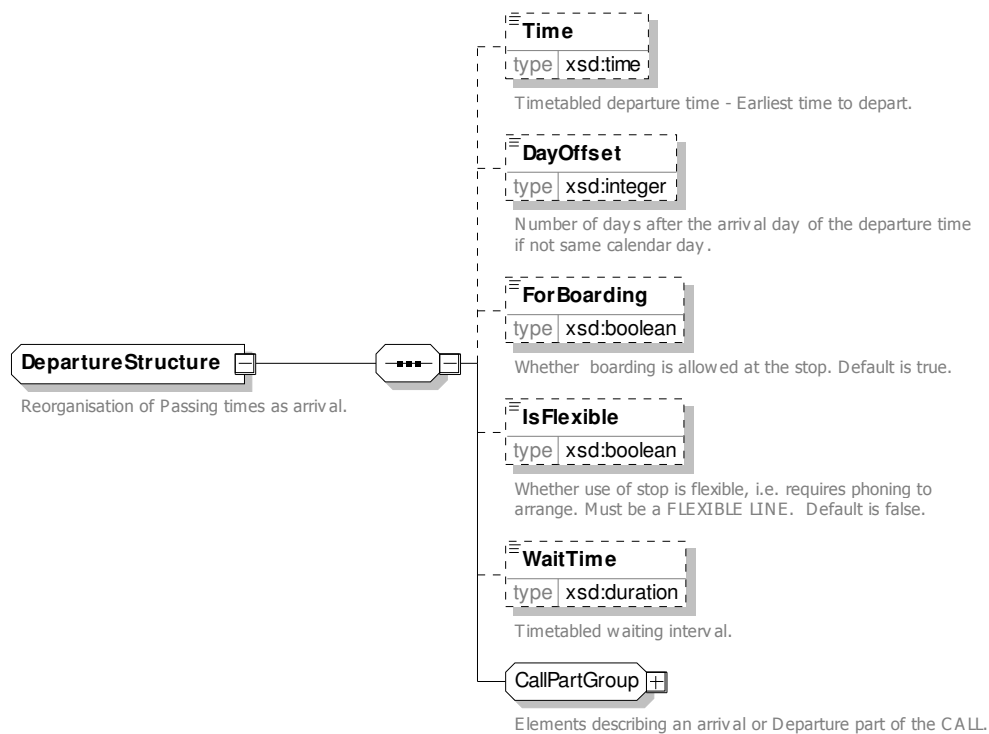 Time
type xsd:time
Timetabled departure time - Earliest time to depart.
DayOffset
type xsd:integer
Number of days after the arrival day of the departure time
if not same calendar day.
ForBoarding
type xsd:boolean
Whether boarding is allowed at the stop. Default is true.
DepartureStructure
Reorganisation of Passing times as arrival.
IsFlexible
type xsd:boolean
Whether use of stop is flexible, i.e. requires phoning to
arrange. Must be a FLEXIBLE LINE. Default is false.
WaitTime
type xsd:duration
Timetabled waiting interval.
CallPartGroup
Elements describing an arrival or Departure part of the CALL.